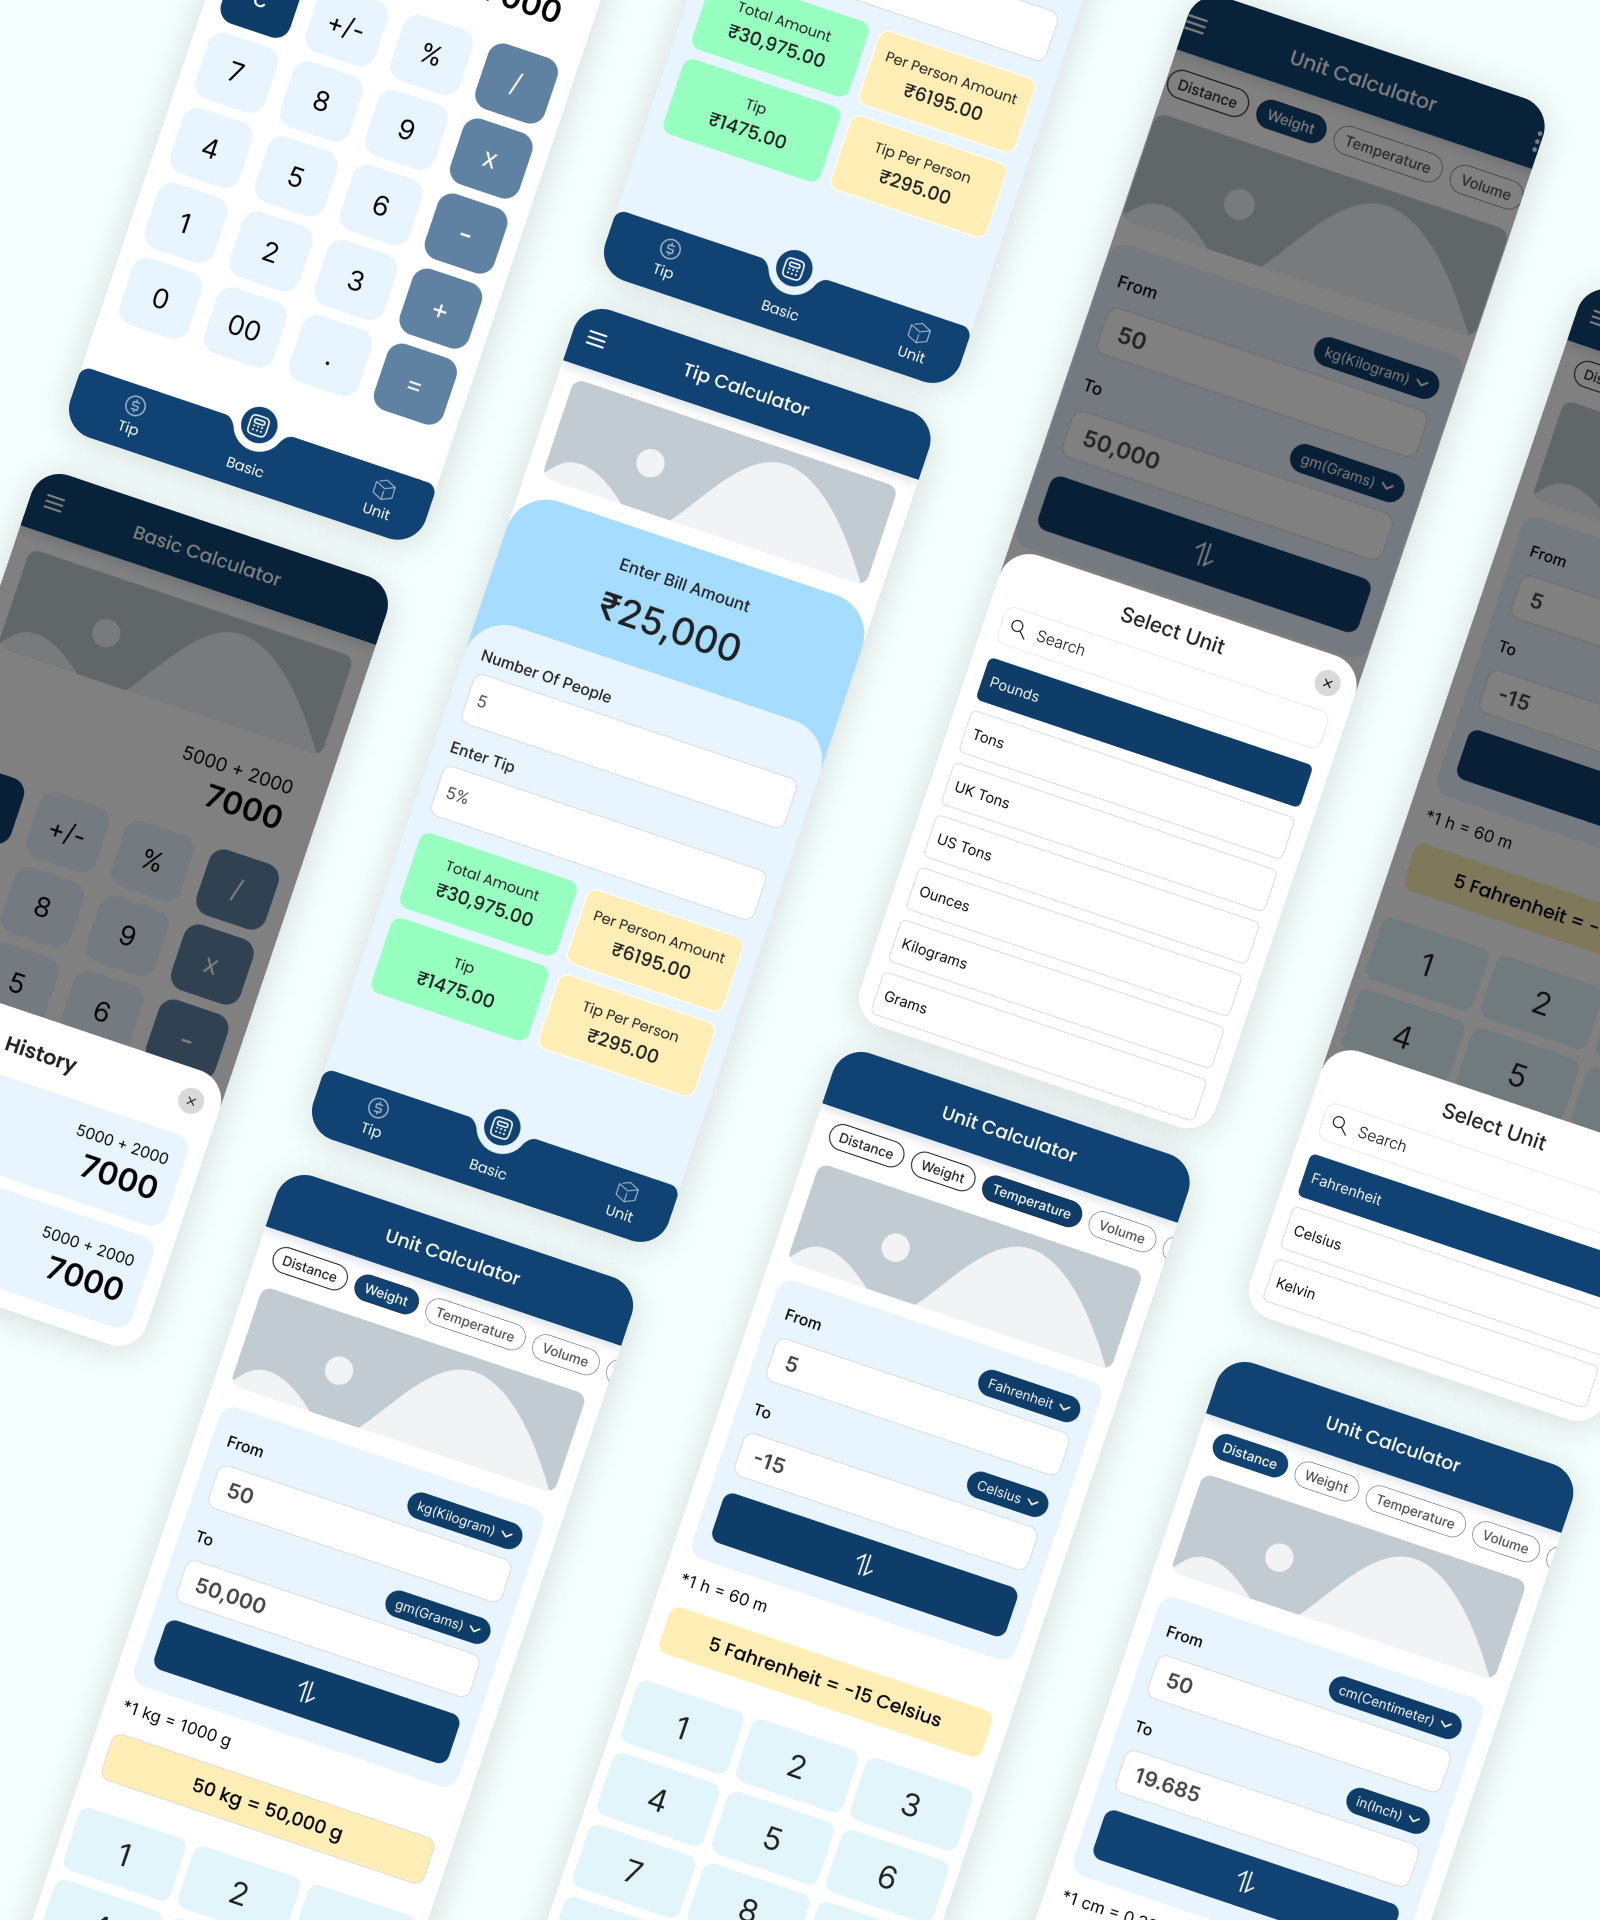 7000
C
+/-
%
/
7
8
9
x
4
5
6
-
1
2
3
+
0
00
.
=
Tip
Basic
Unit
Total Amount
₹30,975.00
Per Person Amount
₹6195.00
Tip
₹1475.00
Tip Per Person
₹295.00
Tip
Basic
Unit
Unit Calculator
Distance
Weight
Temperature
Volume
From
50
kg(Kilogram)
To
50,000
gm(Grams)
Select Unit
Search
Pounds
Tons
UK Tons
US Tons
Ounces
Kilograms
Grams
Basic Calculator
5000 + 2000
7000
+/-
%
/
8
9
x
5
6
-
History
5000 + 2000
7000
5000 + 2000
7000
Tip Calculator
Enter Bill Amount
₹25,000
Number Of People
5
Enter Tip
5%
Total Amount
₹30,975.00
Per Person Amount
₹6195.00
Tip
₹1475.00
Tip Per Person
₹295.00
Tip
Basic
Unit
From
5
To
-15
*1 h = 60 m
5 Fahrenheit = -
1
2
4
5
Select Unit
Search
Fahrenheit
Celsius
Kelvin
Unit Calculator
Distance
Weight
Temperature
Volume
From
50
kg(Kilogram)
To
50,000
gm(Grams)
*1 kg = 1000 g
50 kg = 50,000 g
1
2
Unit Calculator
Distance
Weight
Temperature
Volume
From
5
Fahrenheit
To
-15
Celsius
*1 h = 60 m
5 Fahrenheit = -15 Celsius
1
2
3
4
5
6
7
8
Unit Calculator
Distance
Weight
Temperature
Volume
From
50
cm(Centimeter)
To
19.685
in(Inch)
*1 cm = 0.